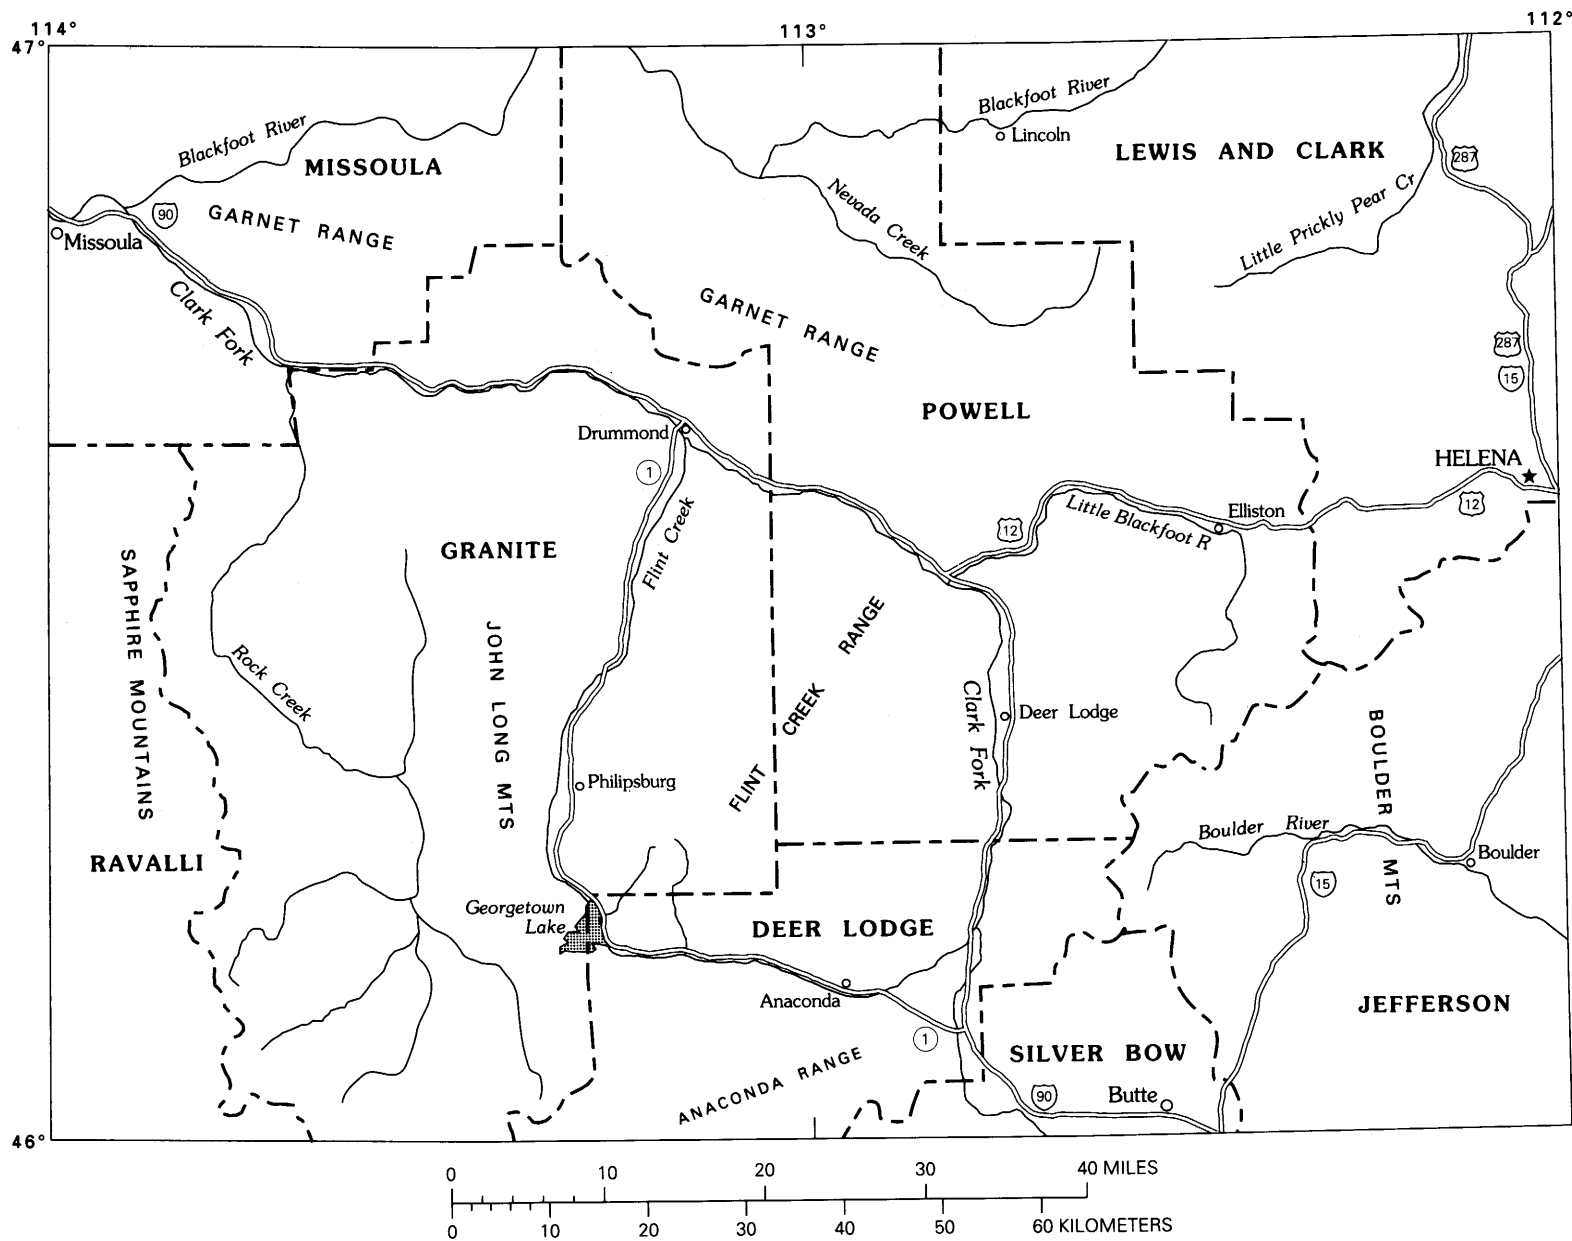 114°
113°
112°
47°
Blackfoot River
Blackfoot River
Lincoln
MISSOULA
LEWIS AND CLARK
287
90
GARNET RANGE
Nevada Creek
Little Prickly Pear Cr
Missoula
Clark Fork
GARNET RANGE
287
15
POWELL
Drummond
1
HELENA
12
Elliston
Little Blackfoot R
12
Flint Creek
GRANITE
SAPPHIRE MOUNTAINS
JOHN LONG MTS
Rock Creek
FLINT CREEK RANGE
Clark Fork
Deer Lodge
BOULDER MTS
Philipsburg
Boulder River
Boulder
15
RAVALLI
Georgetown
Lake
DEER LODGE
Anaconda
1
JEFFERSON
SILVER BOW
ANACONDA RANGE
90
Butte
46°
0 10 20 30 40 MILES
0 10 20 30 40 50 60 KILOMETERS